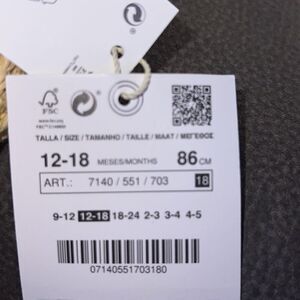 FSC
TALLA / SIZE / TAMANHO / TAILLE / MAAT / ΜΕΓΕΘΟΣ
12-18 MESES/MONTHS 86 CM
ART.: 7140 / 551 / 703 18
9-12 12-18 18-24 2-3 3-4 4-5
07140551703180